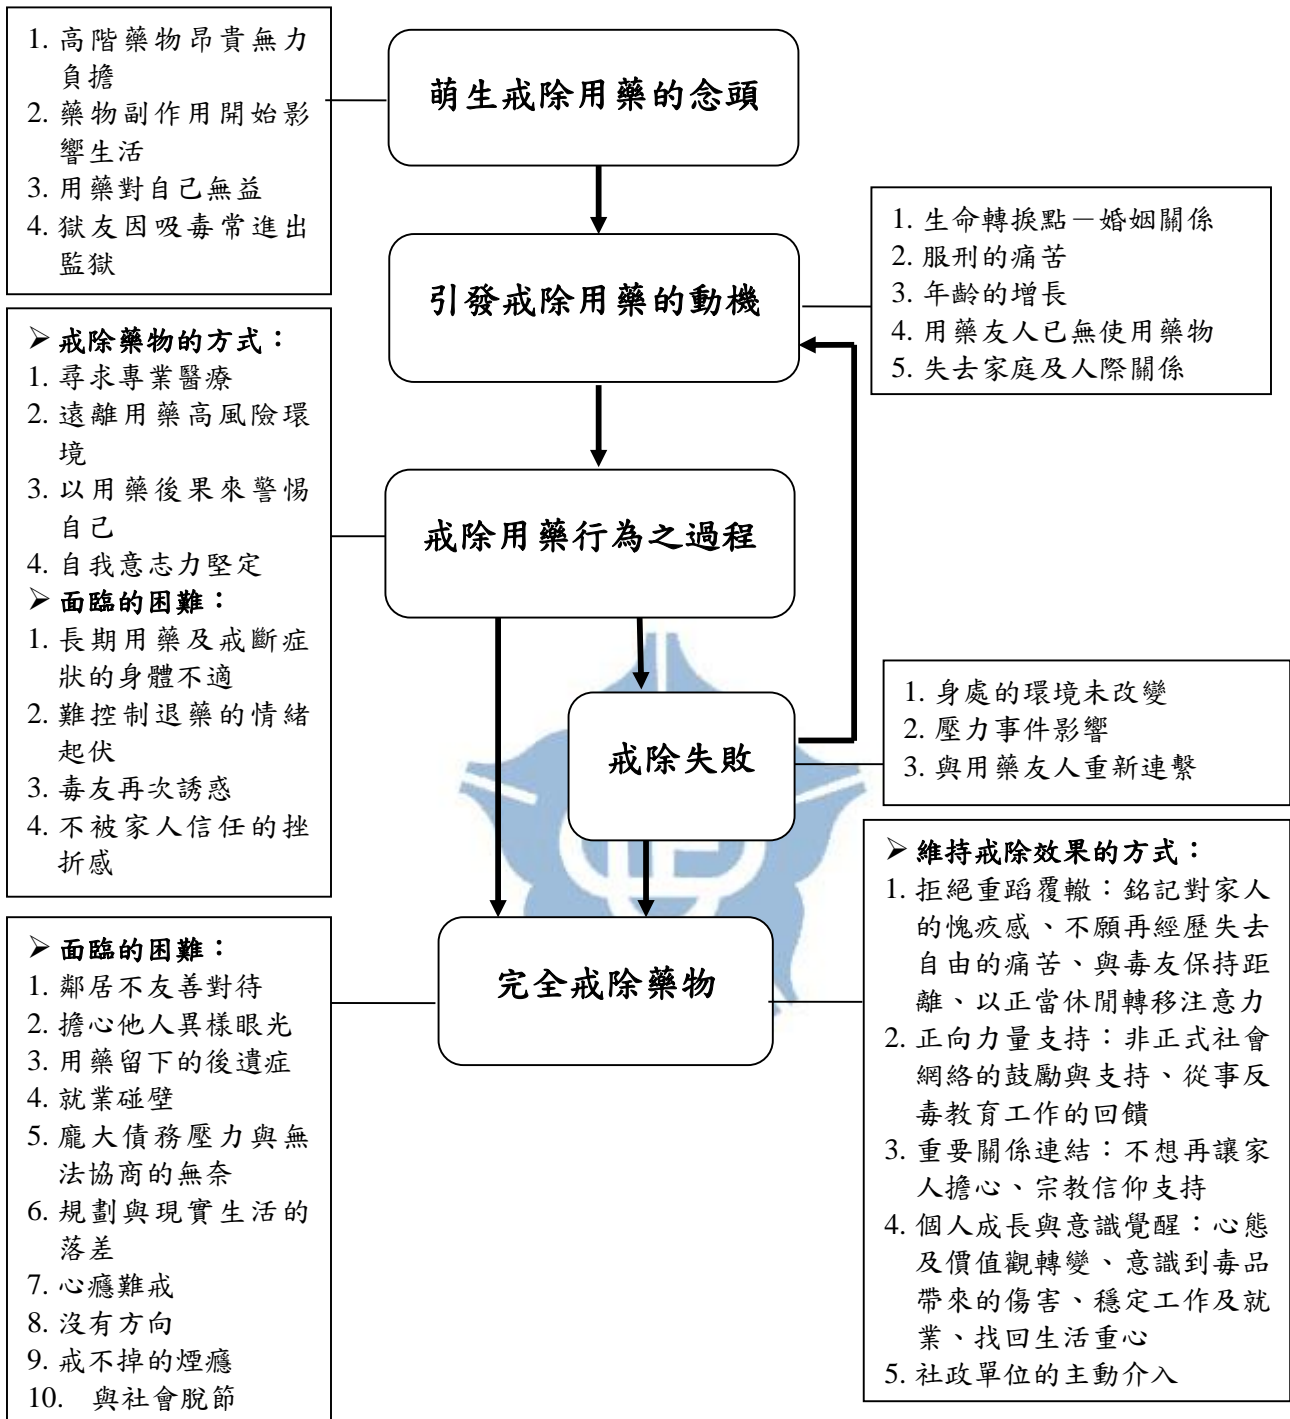 1. 高階藥物昂貴無力
負擔
2. 藥物副作用開始影
響生活
3. 用藥對自己無益
4. 獄友因吸毒常進出
監獄
萌生戒除用藥的念頭
引發戒除用藥的動機
1. 生命轉捩點－婚姻關係
2. 服刑的痛苦
3. 年齡的增長
4. 用藥友人已無使用藥物
5. 失去家庭及人際關係
➢ 戒除藥物的方式：
1. 尋求專業醫療
2. 遠離用藥高風險環
境
3. 以用藥後果來警惕
自己
4. 自我意志力堅定
➢ 面臨的困難：
1. 長期用藥及戒斷症
狀的身體不適
2. 難控制退藥的情緒
起伏
3. 毒友再次誘惑
4. 不被家人信任的挫
折感
戒除用藥行為之過程
戒除失敗
1. 身處的環境未改變
2. 壓力事件影響
3. 與用藥友人重新連繫
完全戒除藥物
➢ 面臨的困難：
1. 鄰居不友善對待
2. 擔心他人異樣眼光
3. 用藥留下的後遺症
4. 就業碰壁
5. 龐大債務壓力與無
法協商的無奈
6. 規劃與現實生活的
落差
7. 心癮難戒
8. 沒有方向
9. 戒不掉的煙癮
10. 與社會脫節
➢ 維持戒除效果的方式：
1. 拒絕重蹈覆轍：銘記對家人
的愧疚感、不願再經歷失去
自由的痛苦、與毒友保持距
離、以正當休閒轉移注意力
2. 正向力量支持：非正式社會
網絡的鼓勵與支持、從事反
毒教育工作的回饋
3. 重要關係連結：不想再讓家
人擔心、宗教信仰支持
4. 個人成長與意識覺醒：心態
及價值觀轉變、意識到毒品
帶來的傷害、穩定工作及就
業、找回生活重心
5. 社政單位的主動介入